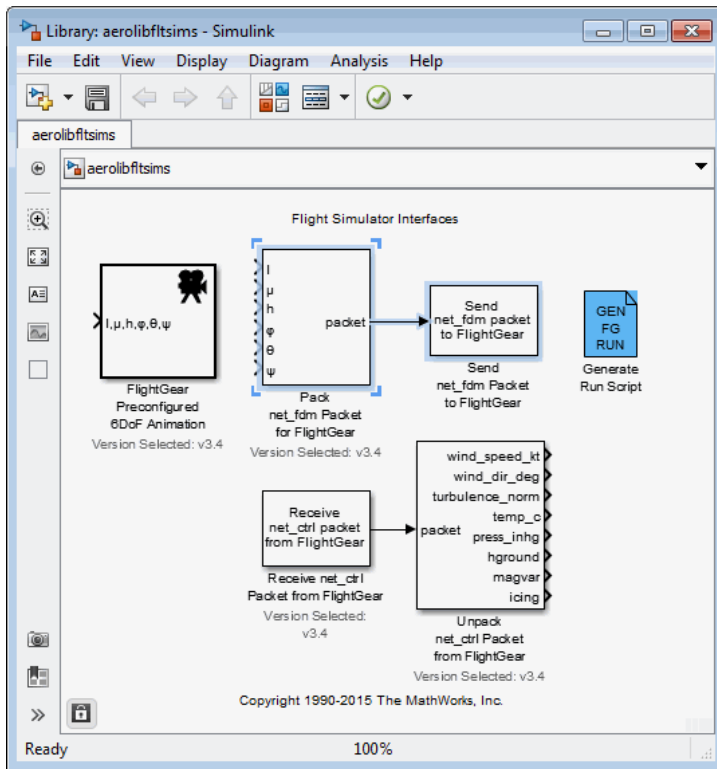 Library: aerolibfltsims - Simulink
File Edit View Display Diagram Analysis Help
aerolibfltsims
aerolibfltsims
Flight Simulator Interfaces
l,μ,h,φ,θ,ψ
FlightGear
Preconfigured
6DoF Animation
Version Selected: v3.4
l
μ
h
φ
θ
ψ
packet
Pack
net_fdm Packet
for FlightGear
Version Selected: v3.4
Send
net_fdm packet
to FlightGear
Send
net_fdm Packet
to FlightGear
GEN
FG
RUN
Generate
Run Script
Receive
net_ctrl packet
from FlightGear
Receive net_ctrl
Packet from FlightGear
Version Selected:
v3.4
packet
wind_speed_kt
wind_dir_deg
turbulence_norm
temp_c
press_inhg
hground
magvar
icing
Unpack
net_ctrl Packet
from FlightGear
Version Selected: v3.4
Copyright 1990-2015 The MathWorks, Inc.
Ready 100%